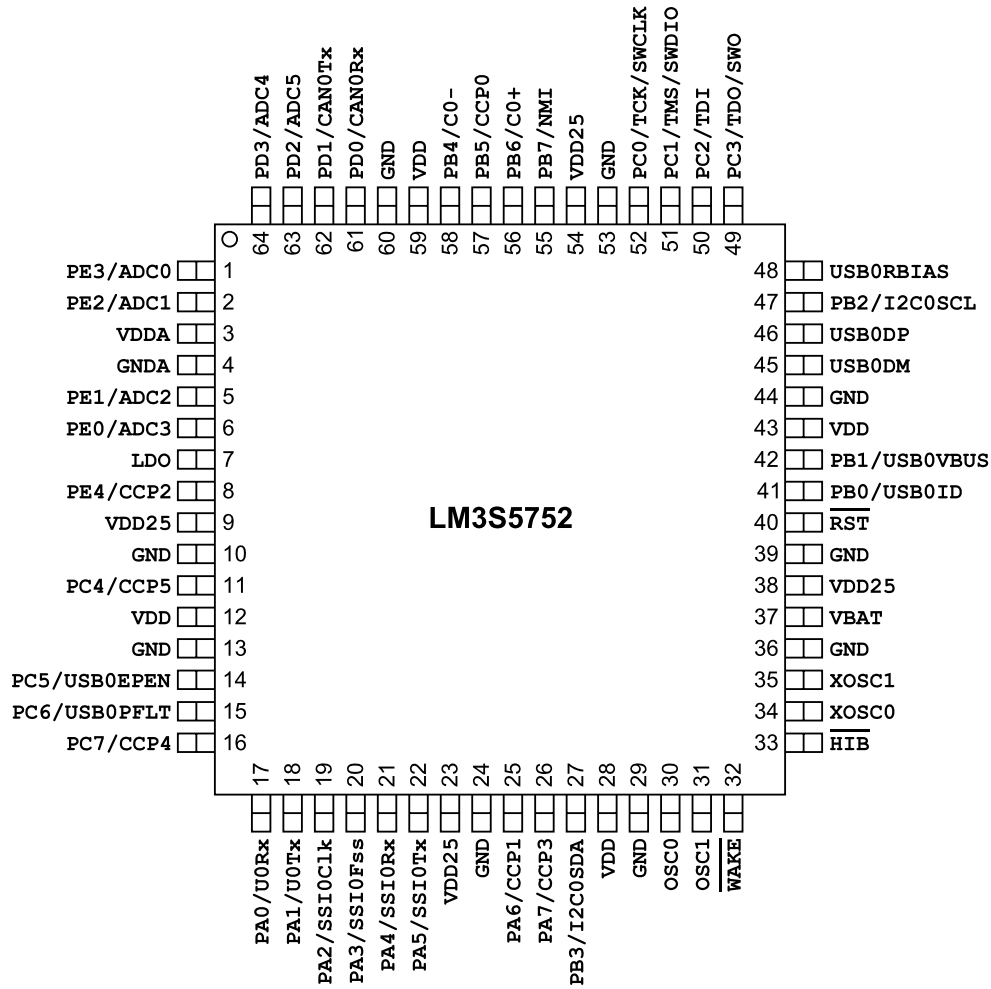 PD3/ADC4
PD2/ADC5
PD1/CAN0Tx
PD0/CAN0Rx
GND
VDD
PB4/C0-
PB5/CCP0
PB6/C0+
PB7/NMI
VDD25
GND
PC0/TCK/SWCLK
PC1/TMS/SWDIO
PC2/TDI
PC3/TDO/SWO
64
63
62
61
60
59
58
57
56
55
54
53
52
51
50
49
PE3/ADC0 1
PE2/ADC1 2
VDDA 3
GNDA 4
PE1/ADC2 5
PE0/ADC3 6
LDO 7
PE4/CCP2 8
VDD25 9
GND 10
PC4/CCP5 11
VDD 12
GND 13
PC5/USB0EPEN 14
PC6/USB0PFLT 15
PC7/CCP4 16
LM3S5752
48 USB0RBIAS
47 PB2/I2C0SCL
46 USB0DP
45 USB0DM
44 GND
43 VDD
42 PB1/USB0VBUS
41 PB0/USB0ID
40 RST
39 GND
38 VDD25
37 VBAT
36 GND
35 XOSC1
34 XOSC0
33 HIB
17
18
19
20
21
22
23
24
25
26
27
28
29
30
31
32
PA0/U0Rx
PA1/U0Tx
PA2/SSI0Clk
PA3/SSI0Fss
PA4/SSI0Rx
PA5/SSI0Tx
VDD25
GND
PA6/CCP1
PA7/CCP3
PB3/I2C0SDA
VDD
GND
OSC0
OSC1
WAKE